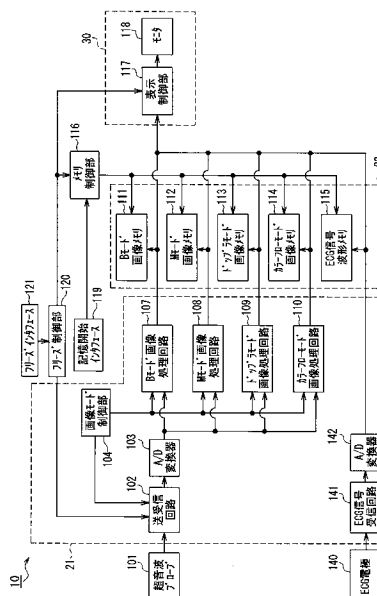 10
21
30
121
フリーズインタフェース
フリーズ制御部
120
記憶開始
インタフェース
119
メモリ
制御部
116
表示
制御部
117
モニタ
118
画像モード
制御部
104
超音波
プローブ
101
送受信
回路
102
A/D
変換器
103
Bモード画像
処理回路
107
Mモード画像
処理回路
108
ドップラモード
画像処理回路
109
カラーフローモード
画像処理回路
110
Bモード
画像メモリ
111
Mモード
画像メモリ
112
ドップラモード
画像メモリ
113
カラーフローモード
画像メモリ
114
ECG信号
波形メモリ
115
ECG電極
140
ECG信号
受信回路
141
A/D
変換器
142